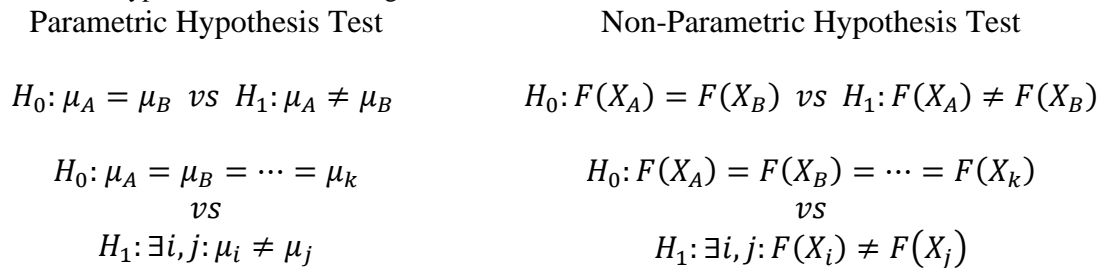 Parametric Hypothesis Test
Non-Parametric Hypothesis Test
H₀: μ_A = μ_B vs H₁: μ_A ≠ μ_B
H₀: F(X_A) = F(X_B) vs H₁: F(X_A) ≠ F(X_B)
H₀: μ_A = μ_B = ⋯ = μ_k
vs
H₁: ∃i, j: μ_i ≠ μ_j
H₀: F(X_A) = F(X_B) = ⋯ = F(X_k)
vs
H₁: ∃i, j: F(X_i) ≠ F(X_j)